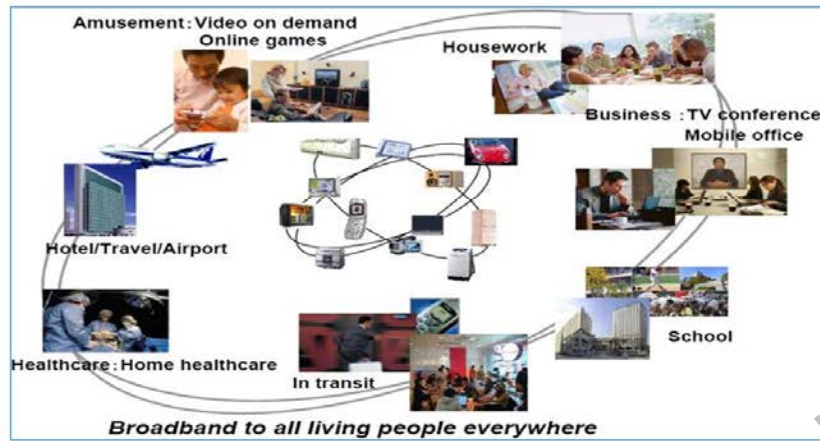 Amusement:Video on demand
Online games
Housework
Business :TV conference
Mobile office
Hotel/Travel/Airport
School
Healthcare:Home healthcare
In transit
Broadband to all living people everywhere